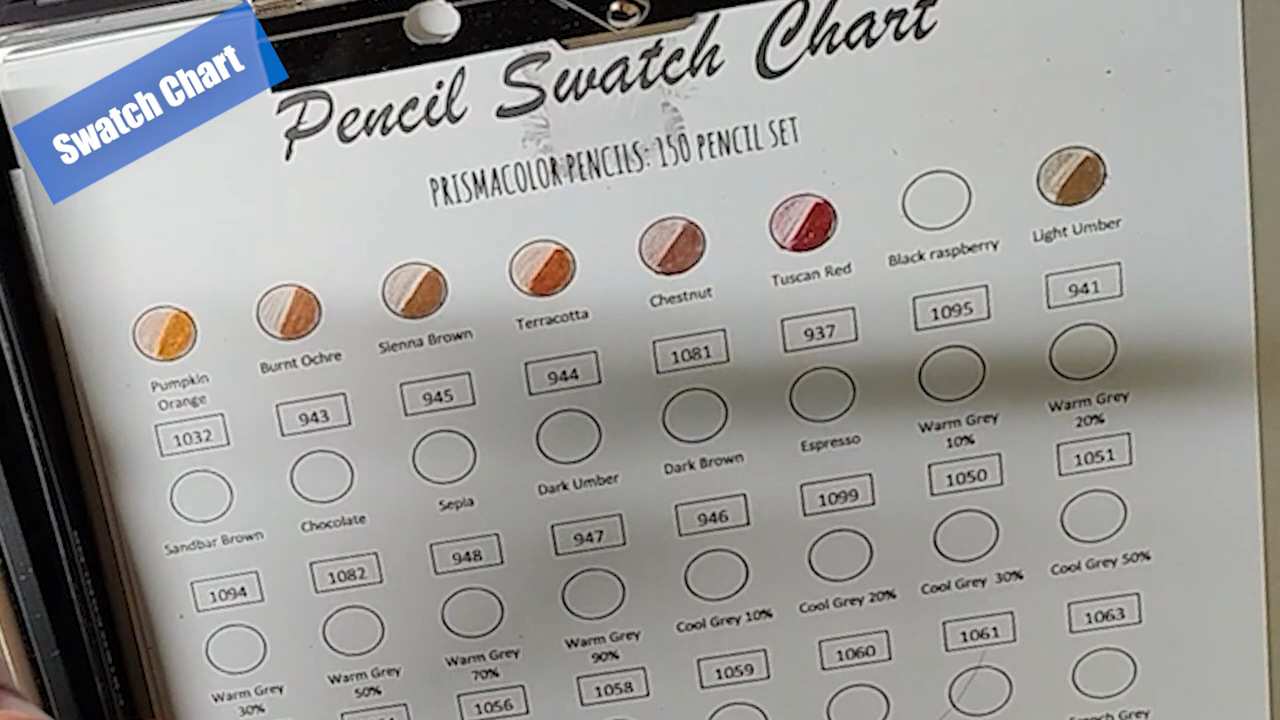 Swatch Chart
Pencil Swatch Chart
PRISMACOLOR PENCILS: 150 PENCIL SET
Pumpkin Orange
Burnt Ochre
Sienna Brown
Terracotta
Chestnut
Tuscan Red
Black raspberry
Light Umber
1032
943
945
944
1081
937
1095
941
Sandbar Brown
Chocolate
Sepia
Dark Umber
Dark Brown
Espresso
Warm Grey 10%
Warm Grey 20%
1094
1082
948
947
946
1099
1050
1051
Warm Grey 30%
Warm Grey 50%
Warm Grey 70%
Warm Grey 90%
Cool Grey 10%
Cool Grey 20%
Cool Grey 30%
Cool Grey 50%
1056
1058
1059
1060
1061
1063
Grey